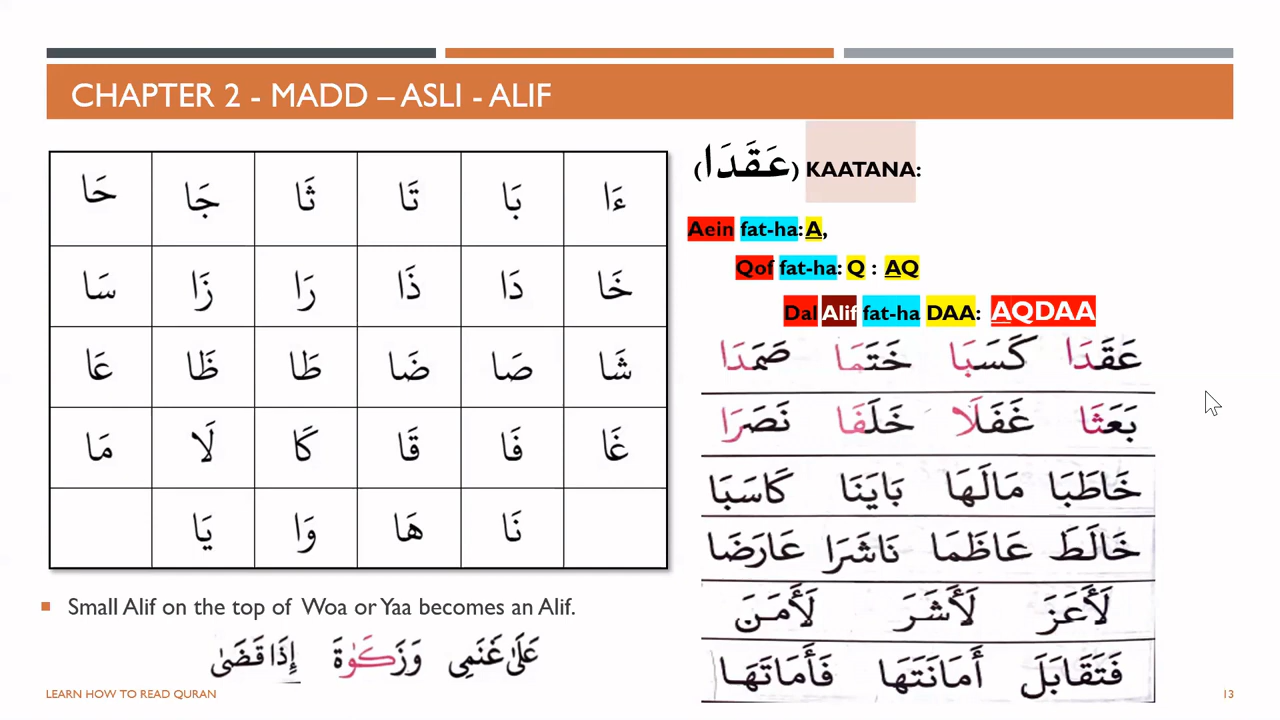 CHAPTER 2 - MADD – ASLI - ALIF
ءَا بَا تَا ثَا جَا حَا
خَا دَا ذَا رَا زَا سَا
شَا صَا ضَا طَا ظَا عَا
غَا فَا قَا كَا لَا مَا
نَا هَا وَا يَا
Small Alif on the top of Woa or Yaa becomes an Alif.
عَلَىٰ غَنَمِى وَزَكَوٰةَ إِذَا قَضَىٰ
(عَقَدَا) KAATANA:
Aein fat-ha: A,
Qof fat-ha: Q : AQ
Dal Alif fat-ha DAA: AQDAA
عَقَدَا كَسَبَا خَتَمَا صَمَدَا
بَعَثَا غَفَلَا خَلَفَا نَصَرَا
خَاطَبَا مَالَهَا بَايَنَا كَاسَبَا
خَالَطَ عَاظَمَا نَاشَرَا عَارَضَا
لَأَعَزَ لَأَشَرَ لَأَمَنَ
فَتَقَابَلَ أَمَانَتَهَا فَأَمَاتَهَا
LEARN HOW TO READ QURAN
13